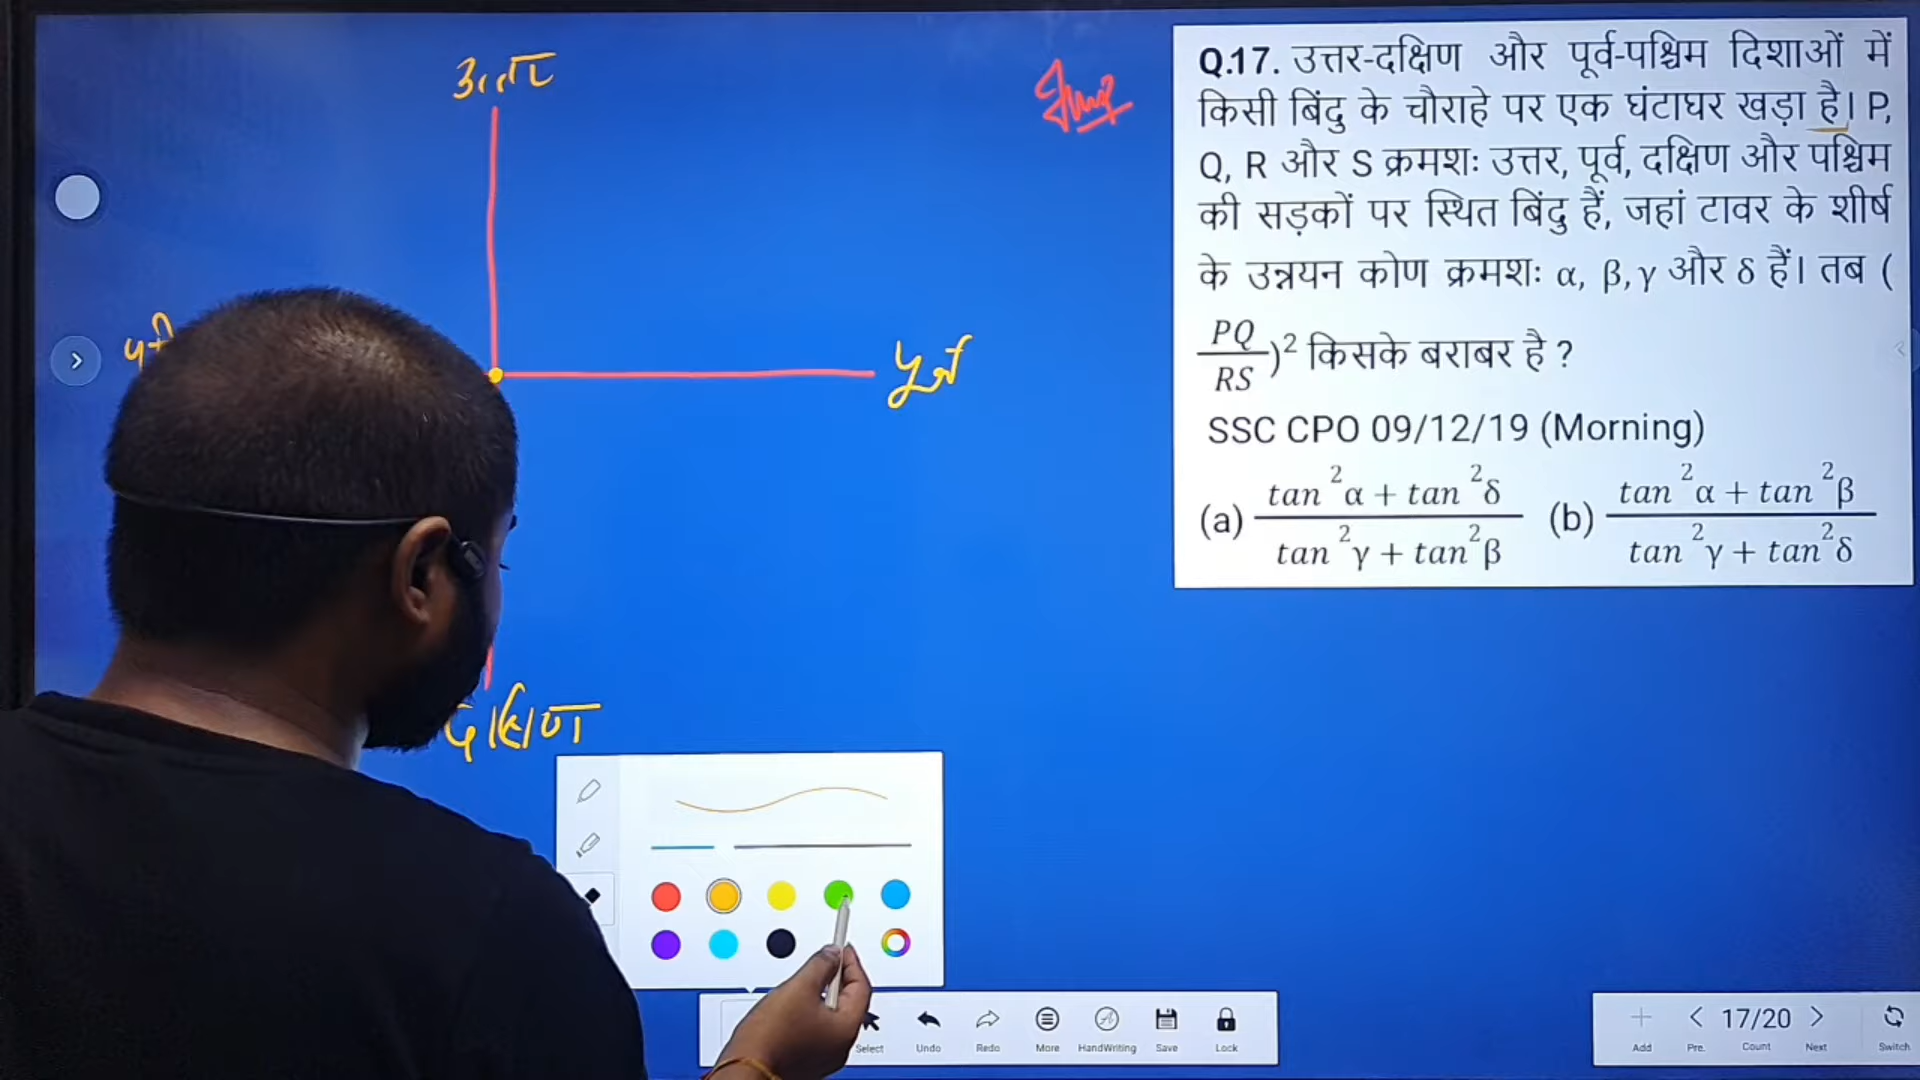 उत्तर
पूर्व
दक्षिण
Q.17. उत्तर-दक्षिण और पूर्व-पश्चिम दिशाओं में
किसी बिंदु के चौराहे पर एक घंटाघर खड़ा है। P,
Q, R और S क्रमशः उत्तर, पूर्व, दक्षिण और पश्चिम
की सड़कों पर स्थित बिंदु हैं, जहां टावर के शीर्ष
के उन्नयन कोण क्रमशः α, β, γ और δ हैं। तब (
PQ/RS)² किसके बराबर है ?
SSC CPO 09/12/19 (Morning)
(a) (tan²α + tan²δ)/(tan²γ + tan²β) (b) (tan²α + tan²β)/(tan²γ + tan²δ)
Select Undo Redo More HandWriting Save Lock
17/20
Add Pre. Count Next Switch